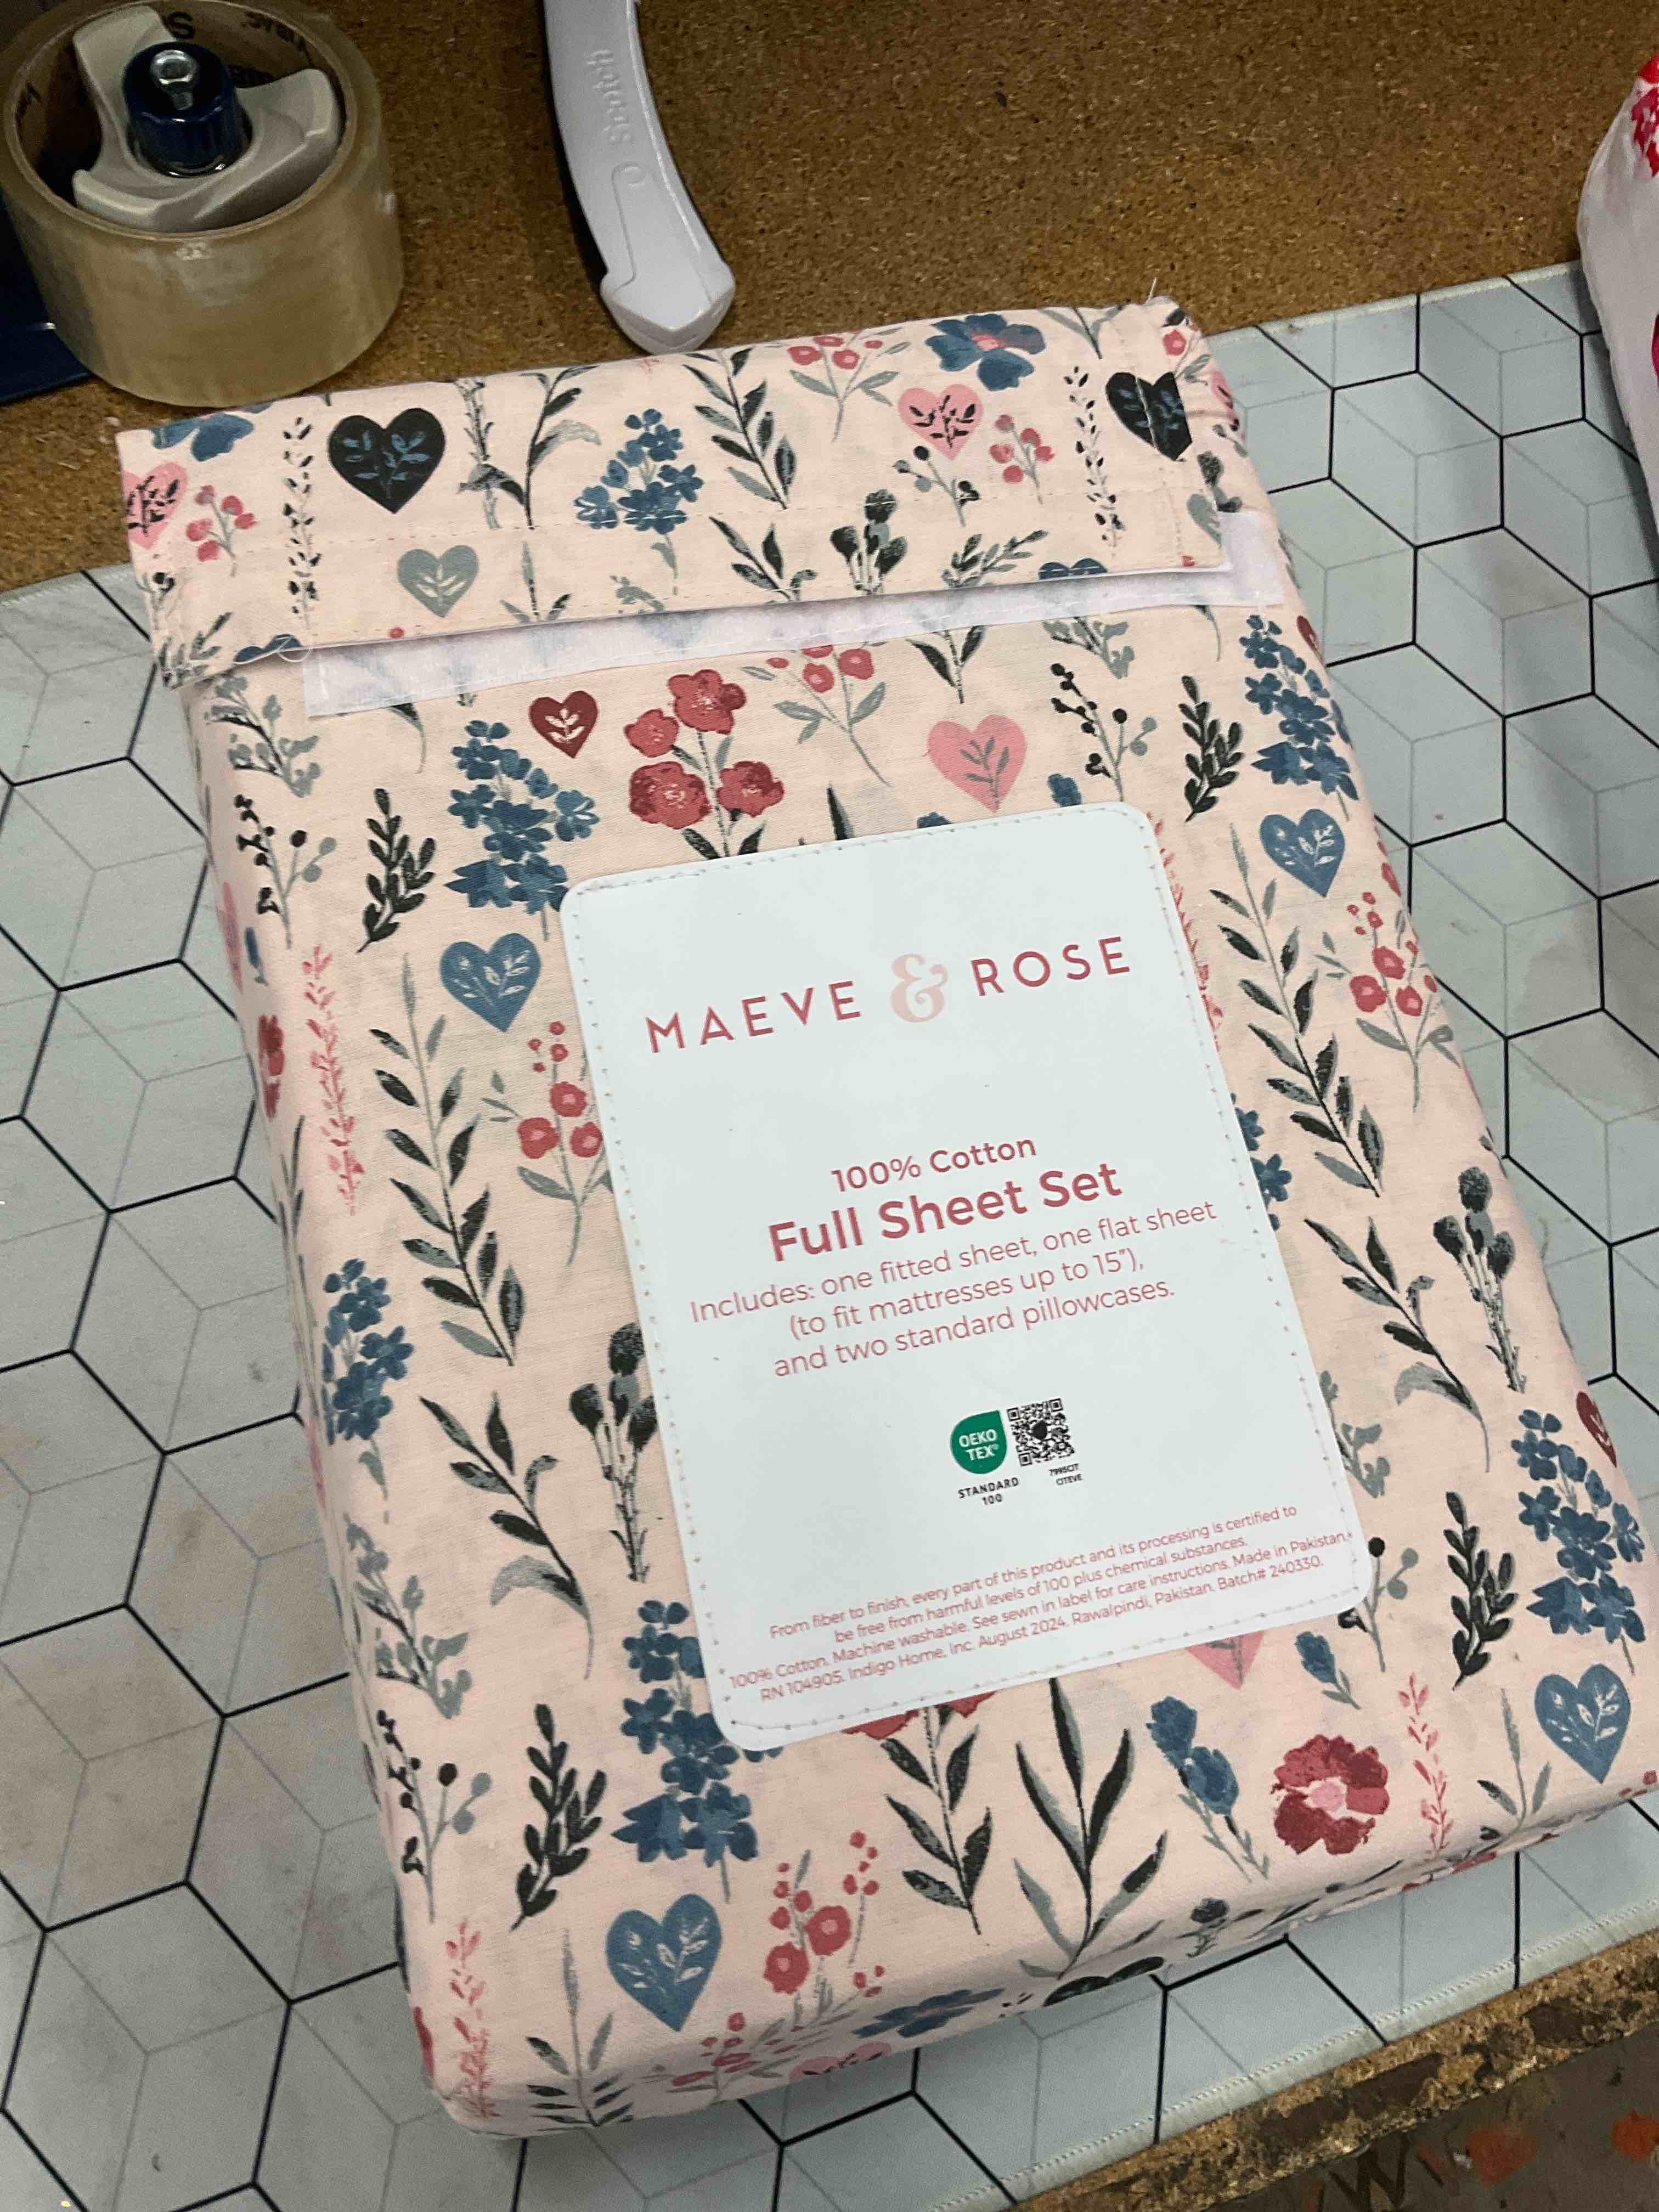 Scotch
MAEVE & ROSE
100% Cotton
Full Sheet Set
Includes: one fitted sheet, one flat sheet
(to fit mattresses up to 15"),
and two standard pillowcases.
OEKO
TEX®
STANDARD
100
7995CIT
CITEVE
From fiber to finish, every part of this product and its processing is certified to
be free from harmful levels of 100 plus chemical substances.
100% Cotton. Machine washable. See sewn in label for care instructions. Made in Pakistan.
RN 104905. Indigo Home, Inc. August 2024. Rawalpindi, Pakistan. Batch# 240330.